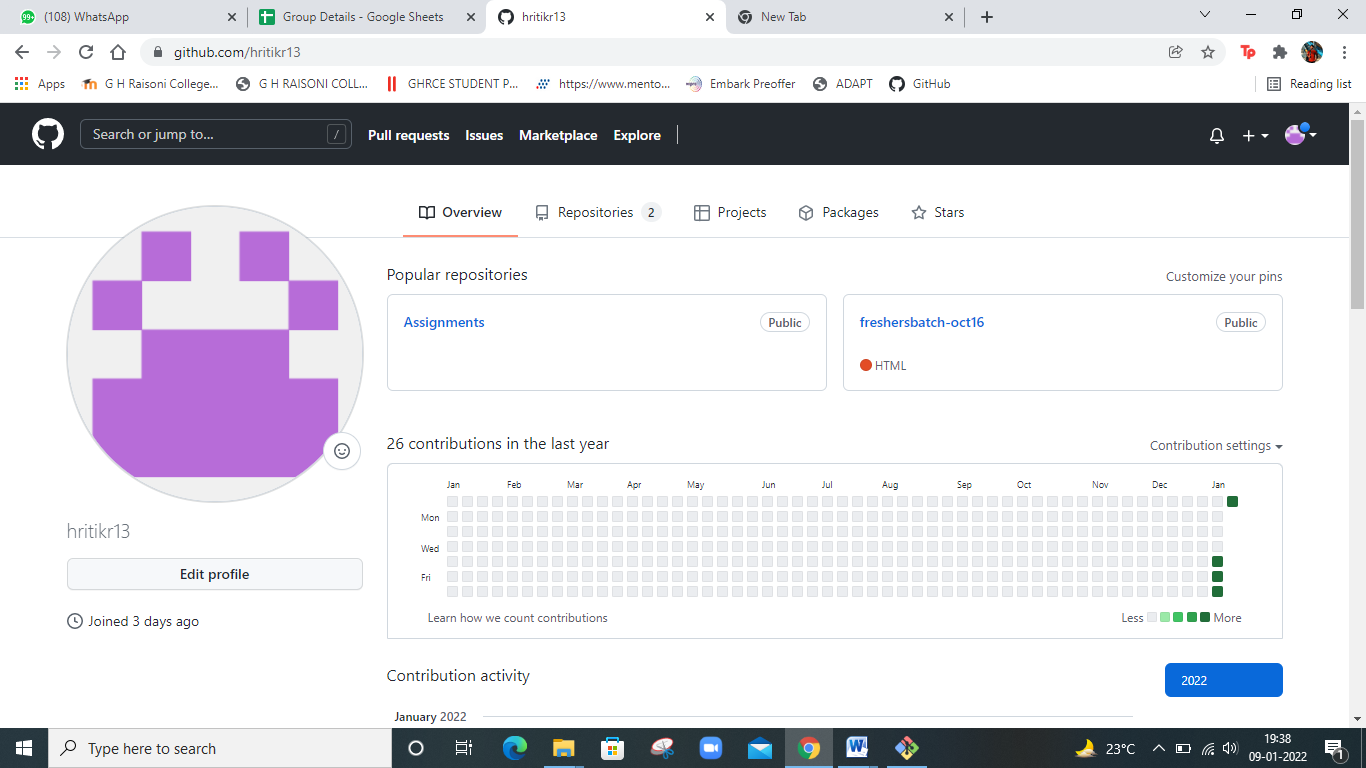 (108) WhatsApp
Group Details - Google Sheets
hritikr13
New Tab
github.com/hritikr13
Apps
G H Raisoni College...
G H RAISONI COLL...
GHRCE STUDENT P...
https://www.mento...
Embark Preoffer
ADAPT
GitHub
Reading list
Search or jump to...
/
Pull requests
Issues
Marketplace
Explore
Overview
Repositories 2
Projects
Packages
Stars
Popular repositories
Customize your pins
Assignments
Public
freshersbatch-oct16
Public
HTML
26 contributions in the last year
Contribution settings
Jan Feb Mar Apr May Jun Jul Aug Sep Oct Nov Dec Jan
Mon
Wed
Fri
Learn how we count contributions
Less More
hritikr13
Edit profile
Joined 3 days ago
Contribution activity
2022
January 2022
Type here to search
23°C
19:38
09-01-2022
1